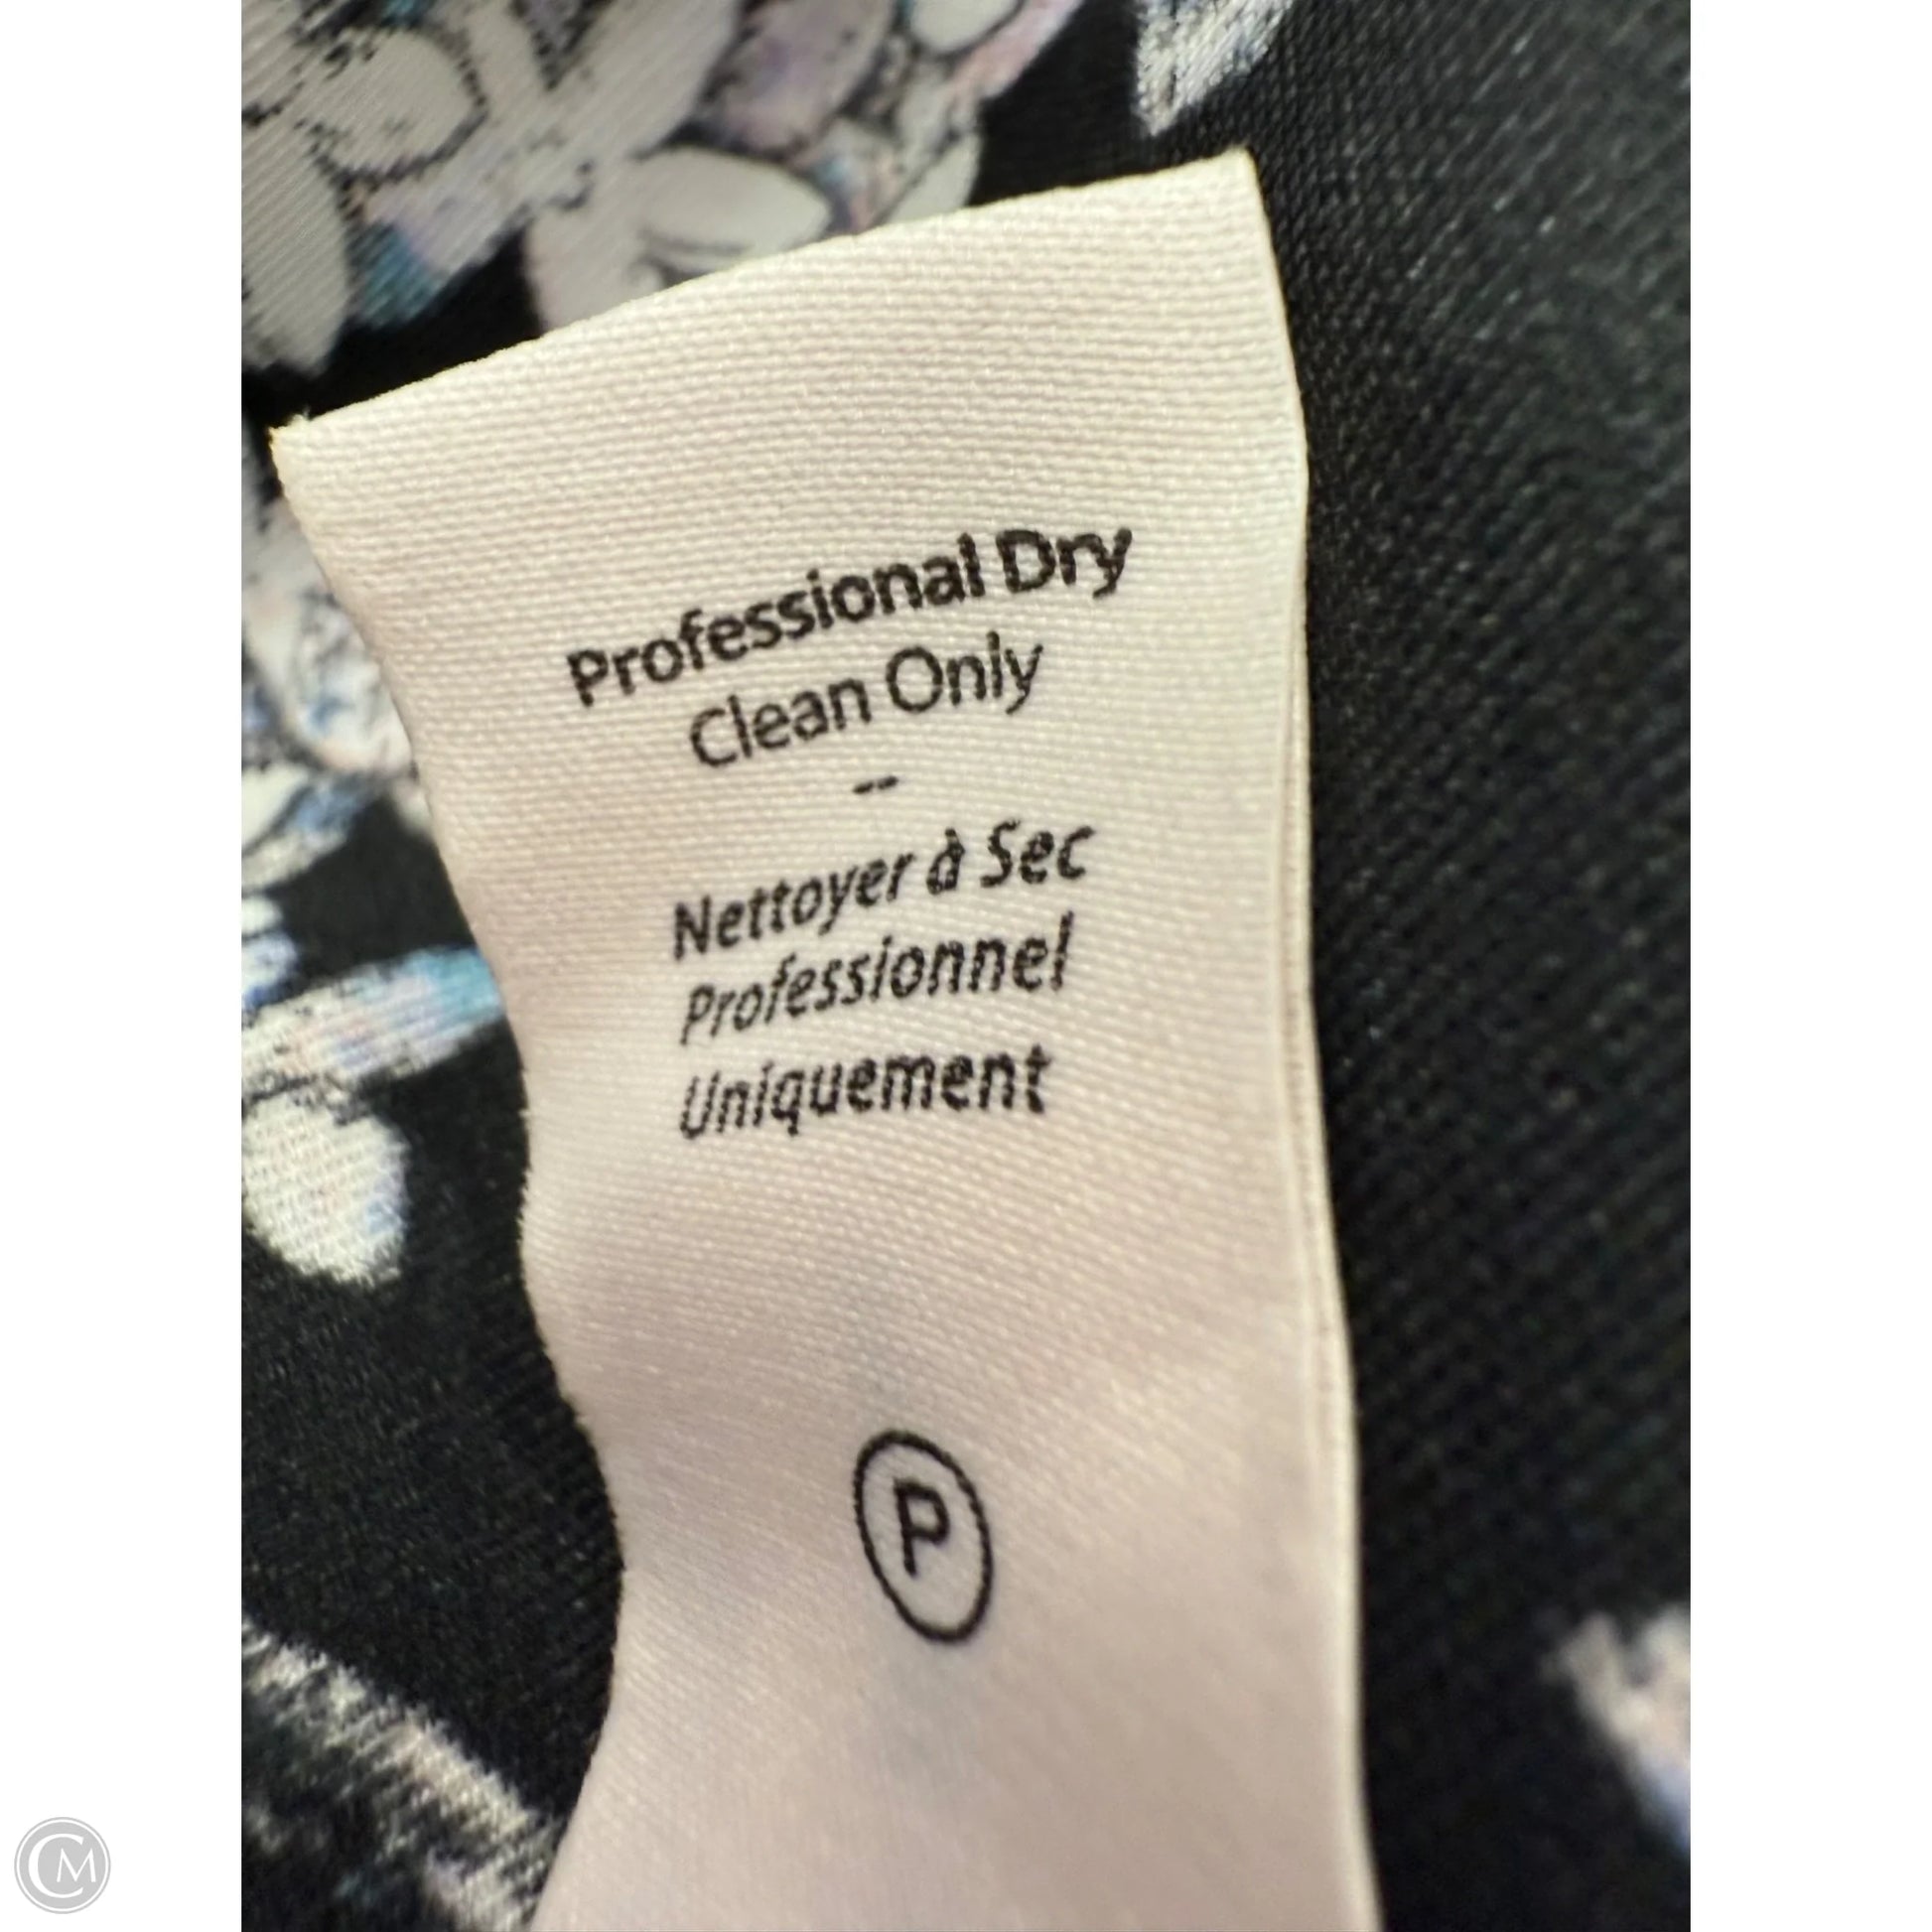 Professional Dry
Clean Only
--
Nettoyer à Sec
Professionnel
Uniquement
P
CM